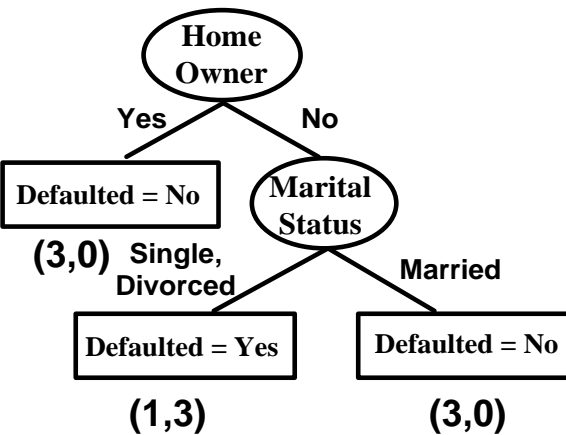 Home
Owner
Yes
No
Defaulted = No
(3,0)
Marital
Status
Single,
Divorced
Married
Defaulted = Yes
(1,3)
Defaulted = No
(3,0)